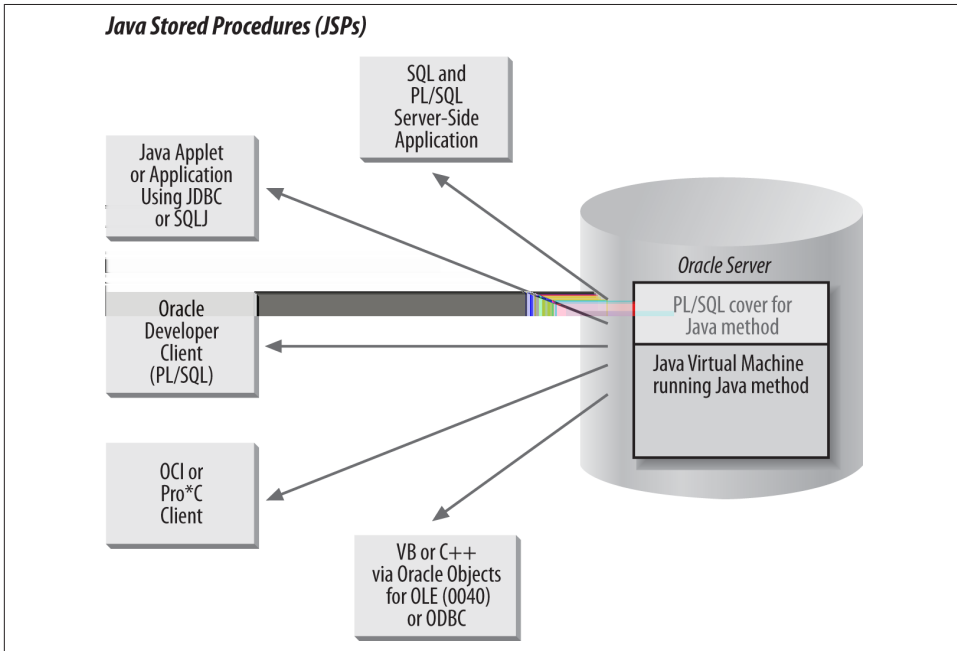 Java Stored Procedures (JSPs)
SQL and
PL/SQL
Server-Side
Application
Java Applet
or Application
Using JDBC
or SQLJ
Oracle Server
PL/SQL cover for
Java method
Java Virtual Machine
running Java method
Oracle
Developer
Client
(PL/SQL)
OCI or
Pro*C
Client
VB or C++
via Oracle Objects
for OLE (0040)
or ODBC